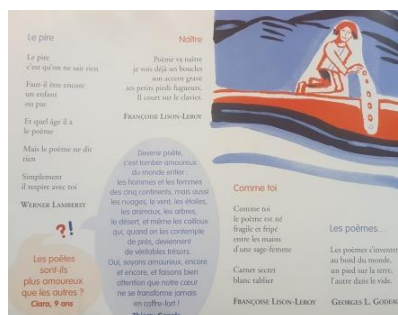 Le pire
Le pire
c'est qu'on ne sait rien
Faut-il être encore
un enfant
ou pas
Et quel âge il a
le poème
Mais le poème ne dit
rien
Simplement
il respire avec toi
WERNER LAMBERSY
?!
Les poètes
sont-ils
plus amoureux
que les autres ?
Clara, 9 ans
Naître
Poème va naître
je vois déjà ses boucles
son accent grave
ses petits pieds fugueurs.
Il court sur le clavier.
FRANÇOISE LISON-LEROY
Devenir poète,
c'est tomber amoureux
du monde entier :
les hommes et les femmes
des cinq continents, mais aussi
les nuages, le vent, les étoiles,
les animaux, les arbres,
le désert, et même les cailloux
qui, quand on les contemple
de près, deviennent
de véritables trésors.
Oui, soyons amoureux, encore
et encore, et faisons bien
attention que notre cœur
ne se transforme jamais
en coffre-fort !
Comme toi
Comme toi
le poème est né
fragile et fripé
entre les mains
d'une sage-femme
Carnet secret
blanc tablier
FRANÇOISE LISON-LEROY
Les poèmes...
Les poèmes s'inventent
au bord du monde,
un pied sur la terre,
l'autre dans le vide.
GEORGES L. GODEAU